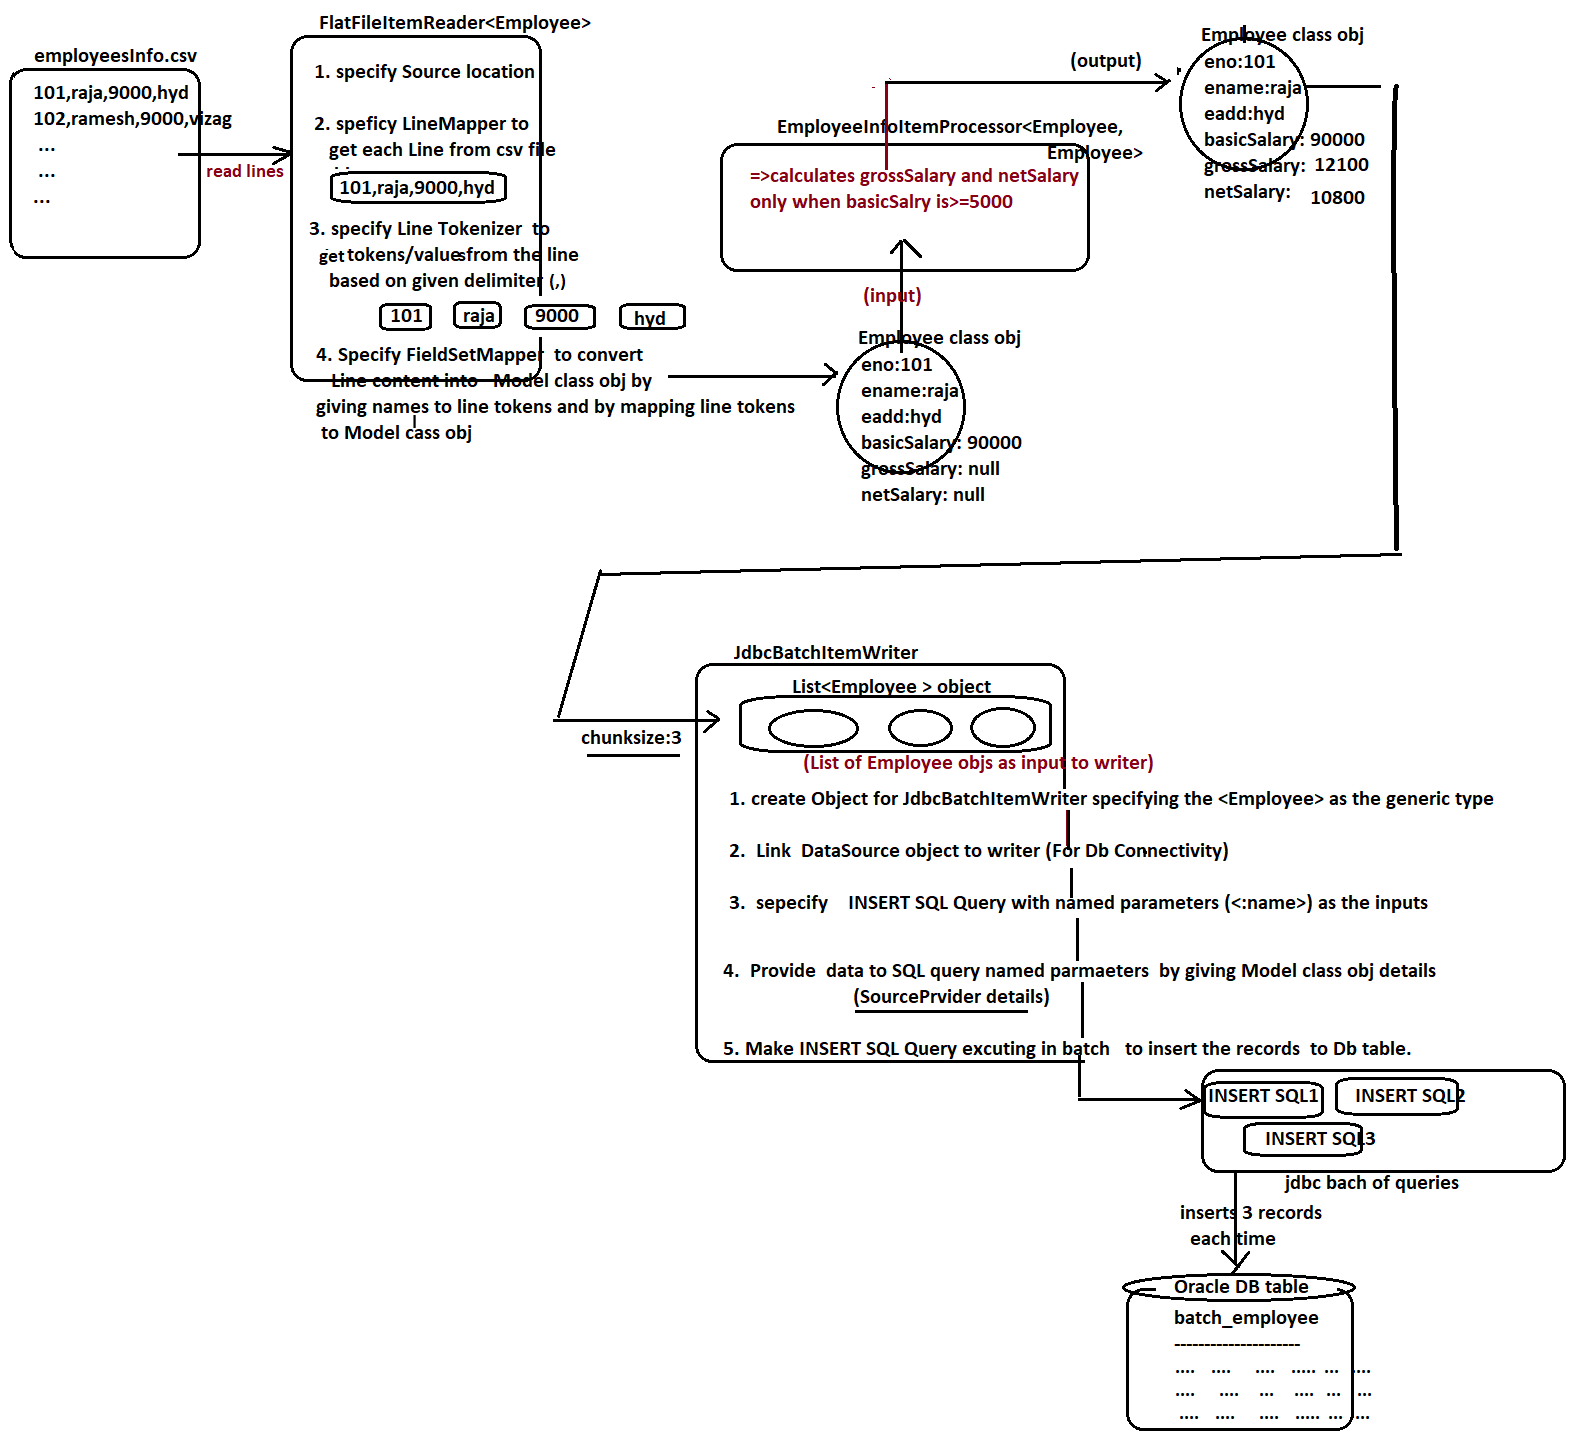 employeesInfo.csv
101,raja,9000,hyd
102,ramesh,9000,vizag
...
...
...
read lines
FlatFileItemReader<Employee>
1. specify Source location
2. speficy LineMapper to
get each Line from csv file
101,raja,9000,hyd
3. specify Line Tokenizer to
get tokens/valuesfrom the line
based on given delimiter (,)
101 raja 9000 hyd
4. Specify FieldSetMapper to convert
Line content into Model class obj by
giving names to line tokens and by mapping line tokens
to Model cass obj
Employee class obj
eno:101
ename:raja
eadd:hyd
basicSalary: 90000
grossSalary: null
netSalary: null
(input)
EmployeeInfoItemProcessor<Employee,
Employee>
=>calculates grossSalary and netSalary
only when basicSalry is>=5000
(output)
Employee class obj
eno:101
ename:raja
eadd:hyd
basicSalary: 90000
grossSalary: 12100
netSalary: 10800
chunksize:3
JdbcBatchItemWriter
List<Employee > object
(List of Employee objs as input to writer)
1. create Object for JdbcBatchItemWriter specifying the <Employee> as the generic type
2. Link DataSource object to writer (For Db Connectivity)
3. sepecify INSERT SQL Query with named parameters (<:name>) as the inputs
4. Provide data to SQL query named parmaeters by giving Model class obj details
(SourcePrvider details)
5. Make INSERT SQL Query excuting in batch to insert the records to Db table.
INSERT SQL1 INSERT SQL2
INSERT SQL3
jdbc bach of queries
inserts 3 records
each time
Oracle DB table
batch_employee
---------------------
.... .... .... ..... ... ....
.... .... ... .... ... ...
.... .... .... ..... ... ...